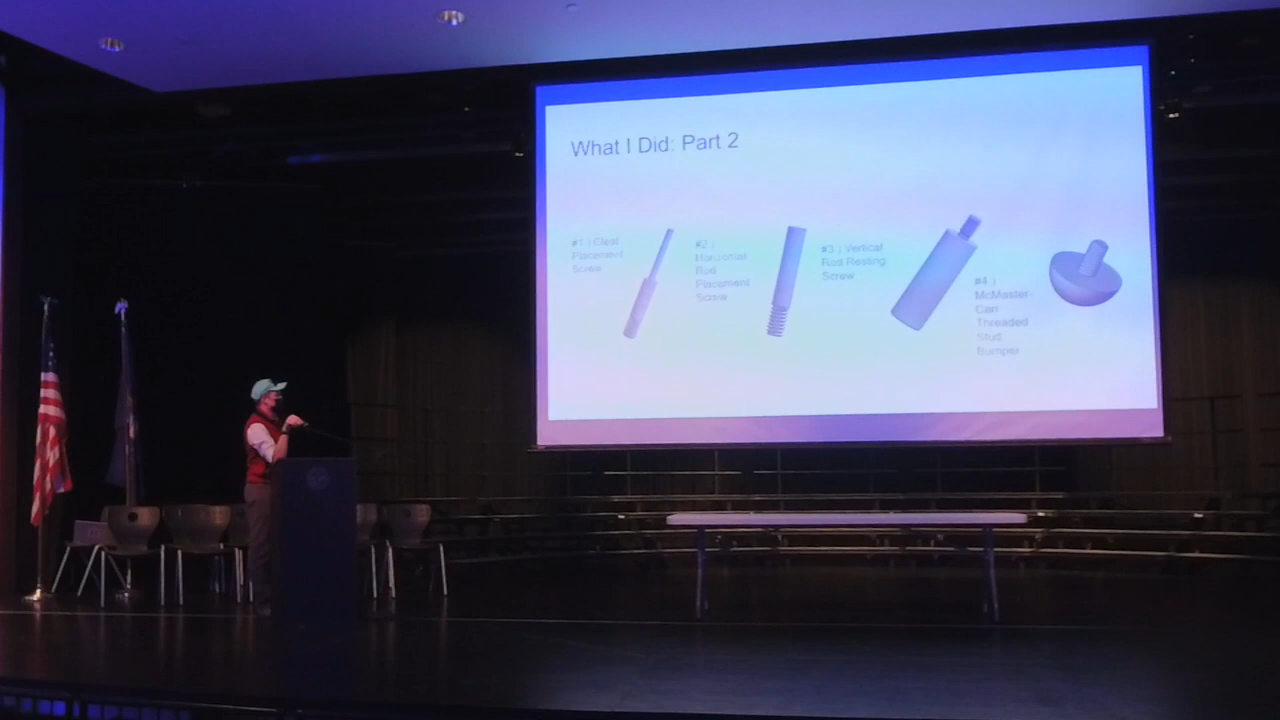 What I Did: Part 2
#1 | Cleat
Placement
Screw
#2 |
Horizontal
Rod
Placement
Screw
#3 | Vertical
Rod Resting
Screw
#4 |
McMaster-
Carr
Threaded
Stud
Bumper